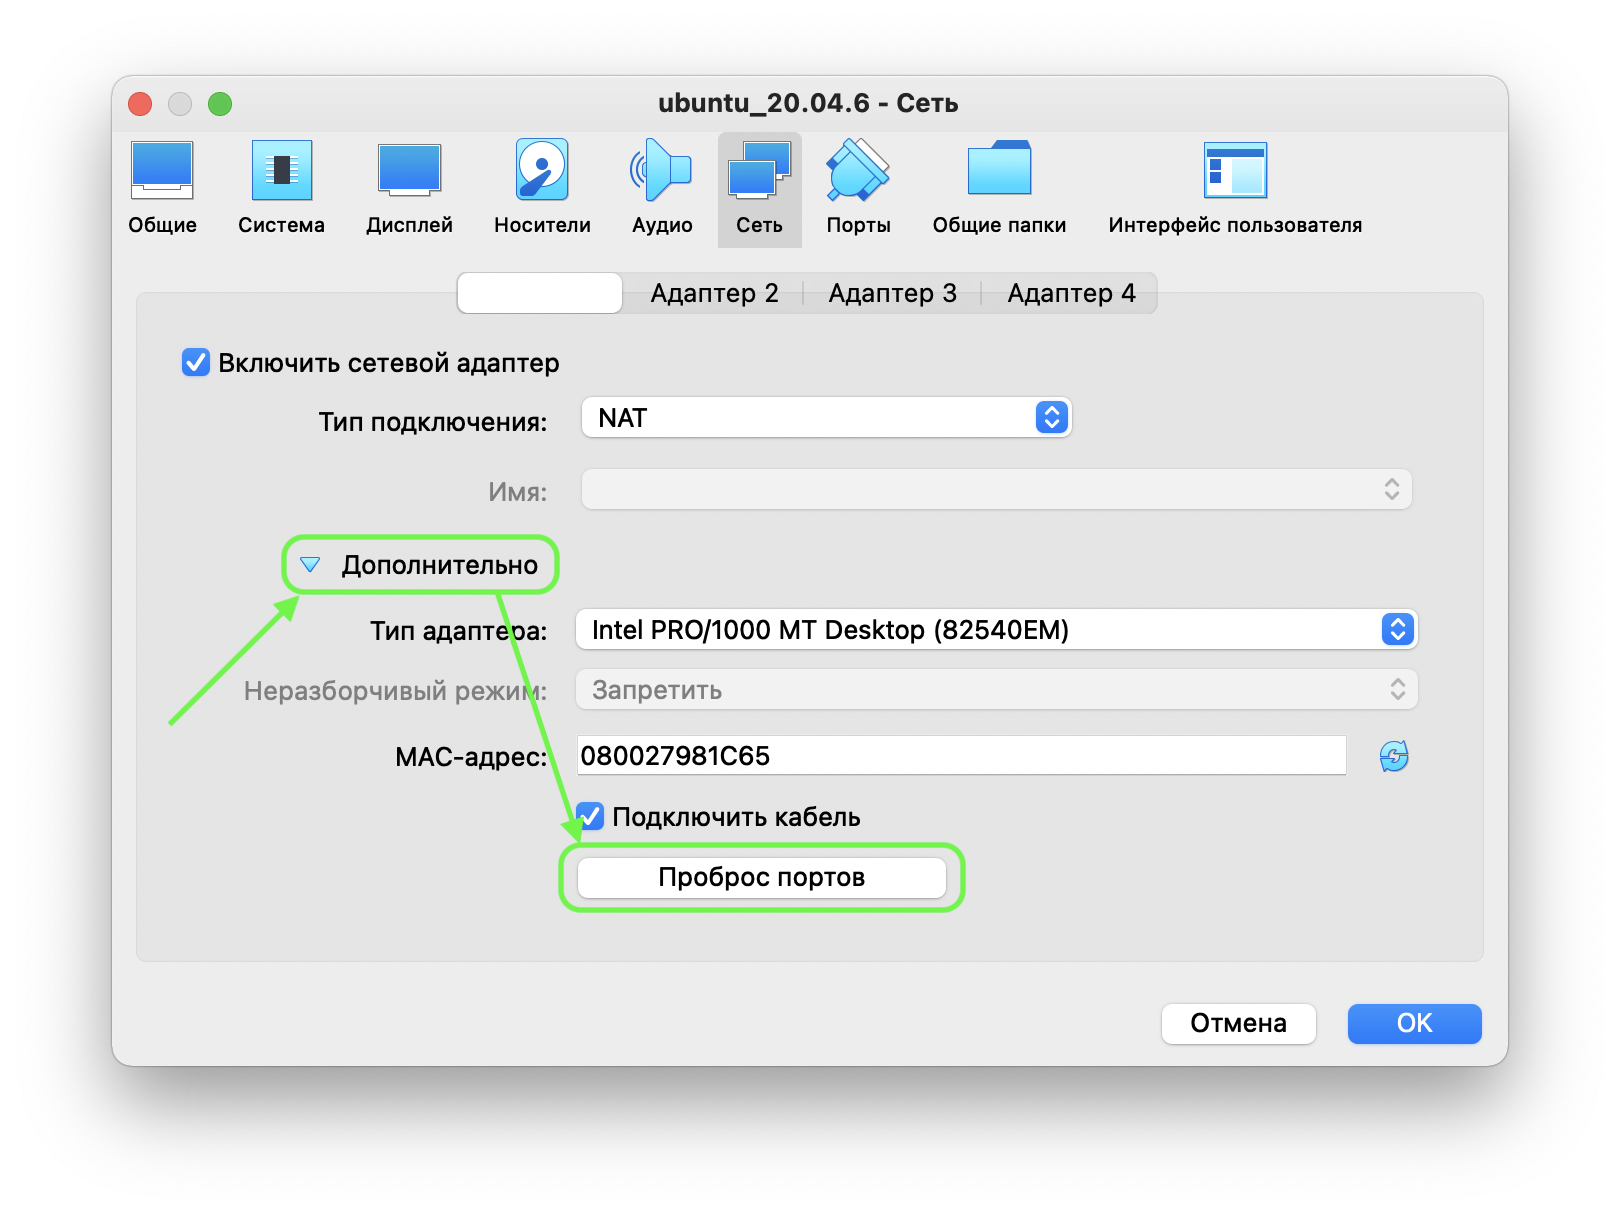 ubuntu_20.04.6 - Сеть
Общие
Система
Дисплей
Носители
Аудио
Сеть
Порты
Общие папки
Интерфейс пользователя
Адаптер 2
Адаптер 3
Адаптер 4
Включить сетевой адаптер
Тип подключения: NAT
Имя:
Дополнительно
Тип адаптера: Intel PRO/1000 MT Desktop (82540EM)
Неразборчивый режим: Запретить
MAC-адрес: 080027981C65
Подключить кабель
Проброс портов
Отмена
OK